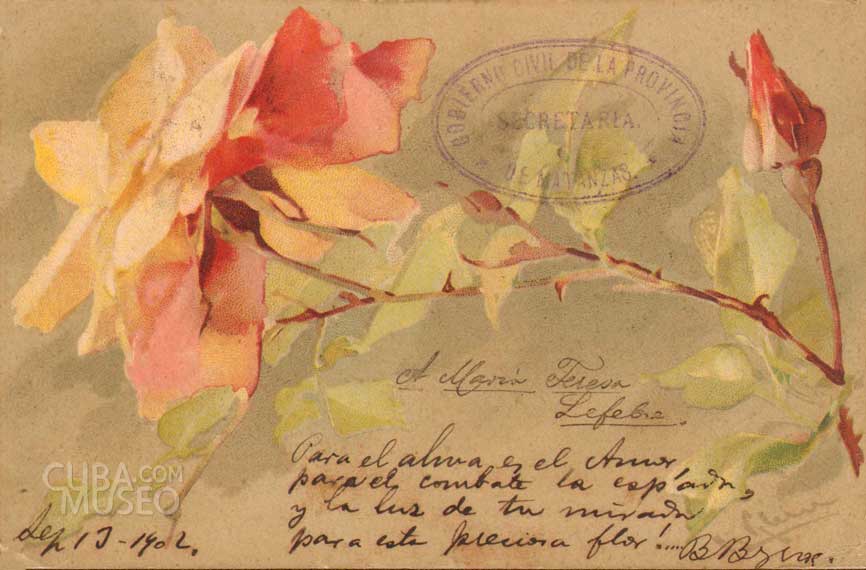 GOBIERNO CIVIL DE LA PROVINCIA
SECRETARIA.
DE MATANZAS.
A María Teresa
Lefebre.
Para el alma es el Amor
para el combate la espíada,
y la luz de tu mirada
para esta preciosa flor!....
B Byrne.
Sep 13-1902.
CUBA.COM
MUSEO